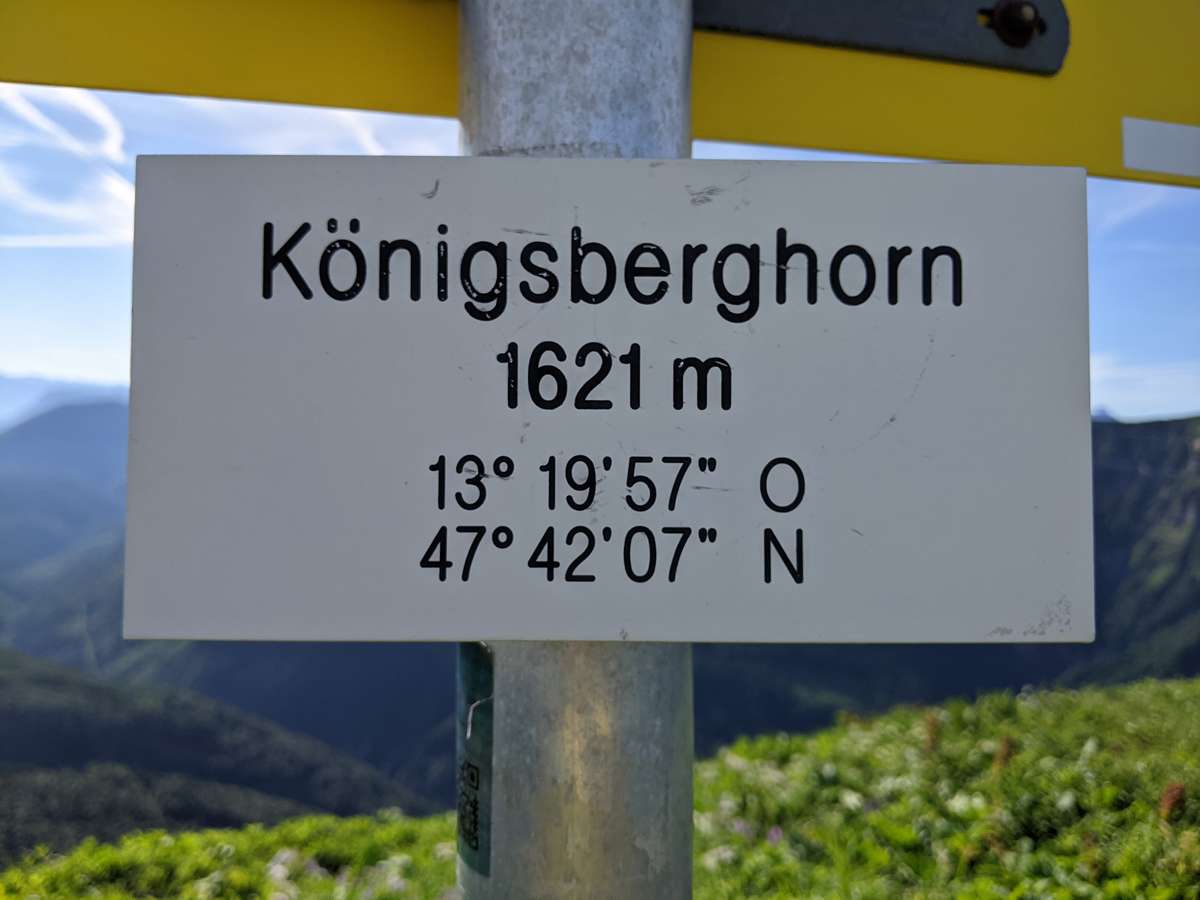 Königsberghorn
1621 m
13° 19'57" O
47° 42'07" N